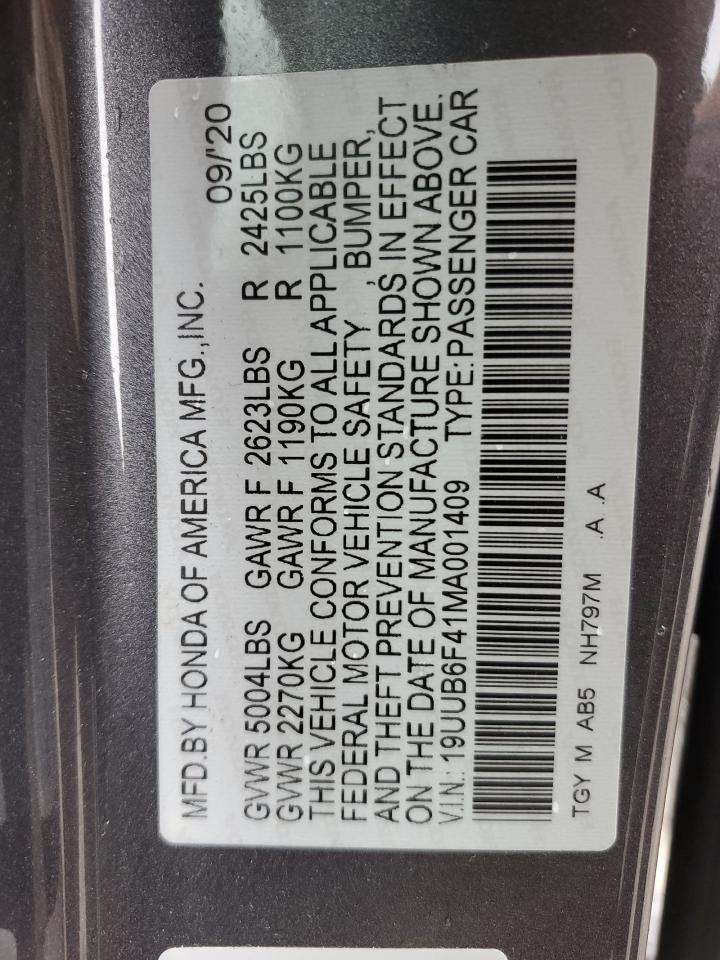 MFD.BY HONDA OF AMERICA MFG.,INC.
09/'20
GVWR 5004LBS GAWR F 2623LBS R 2425LBS
GVWR 2270KG GAWR F 1190KG R 1100KG
THIS VEHICLE CONFORMS TO ALL APPLICABLE
FEDERAL MOTOR VEHICLE SAFETY , BUMPER,
AND THEFT PREVENTION STANDARDS IN EFFECT
ON THE DATE OF MANUFACTURE SHOWN ABOVE.
V.I.N.: 19UUB6F41MA001409 TYPE:PASSENGER CAR
TGY M AB5 NH797M .A .A